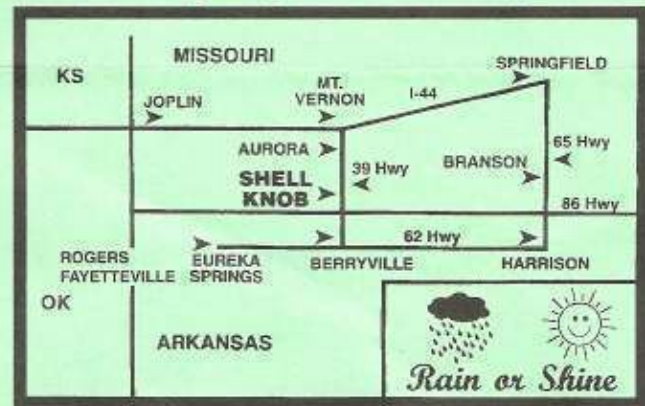 MISSOURI
SPRINGFIELD
KS
MT.
VERNON
I-44
JOPLIN
AURORA
39 Hwy
65 Hwy
BRANSON
SHELL
KNOB
86 Hwy
62 Hwy
ROGERS
FAYETTEVILLE
EUREKA
SPRINGS
BERRYVILLE
HARRISON
OK
ARKANSAS
Rain or Shine